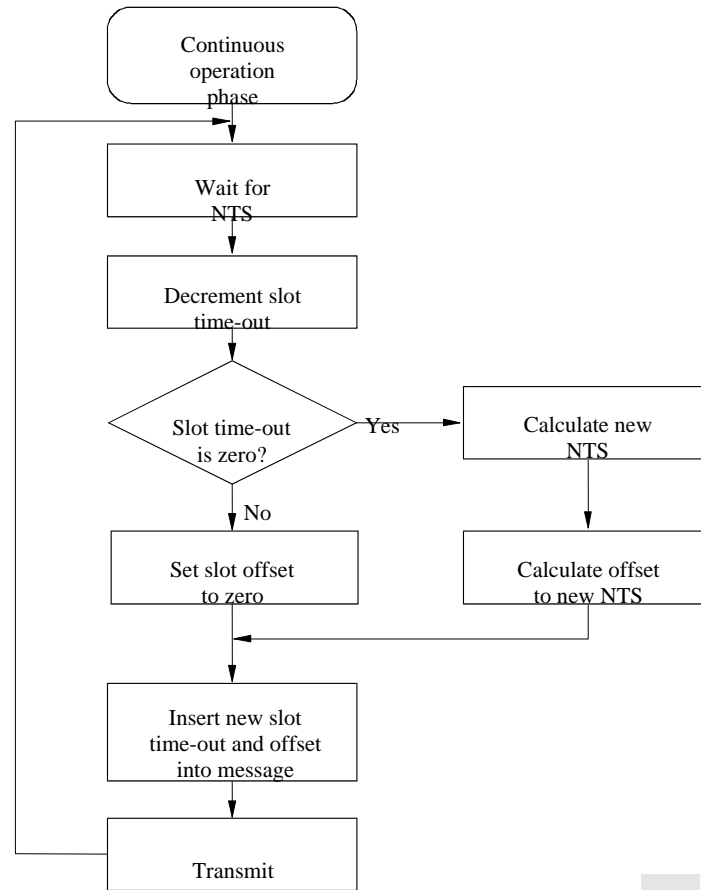 Continuous
operation
phase
Wait for
NTS
Decrement slot
time-out
Slot time-out
is zero?
Yes
Calculate new
NTS
No
Set slot offset
to zero
Calculate offset
to new NTS
Insert new slot
time-out and offset
into message
Transmit